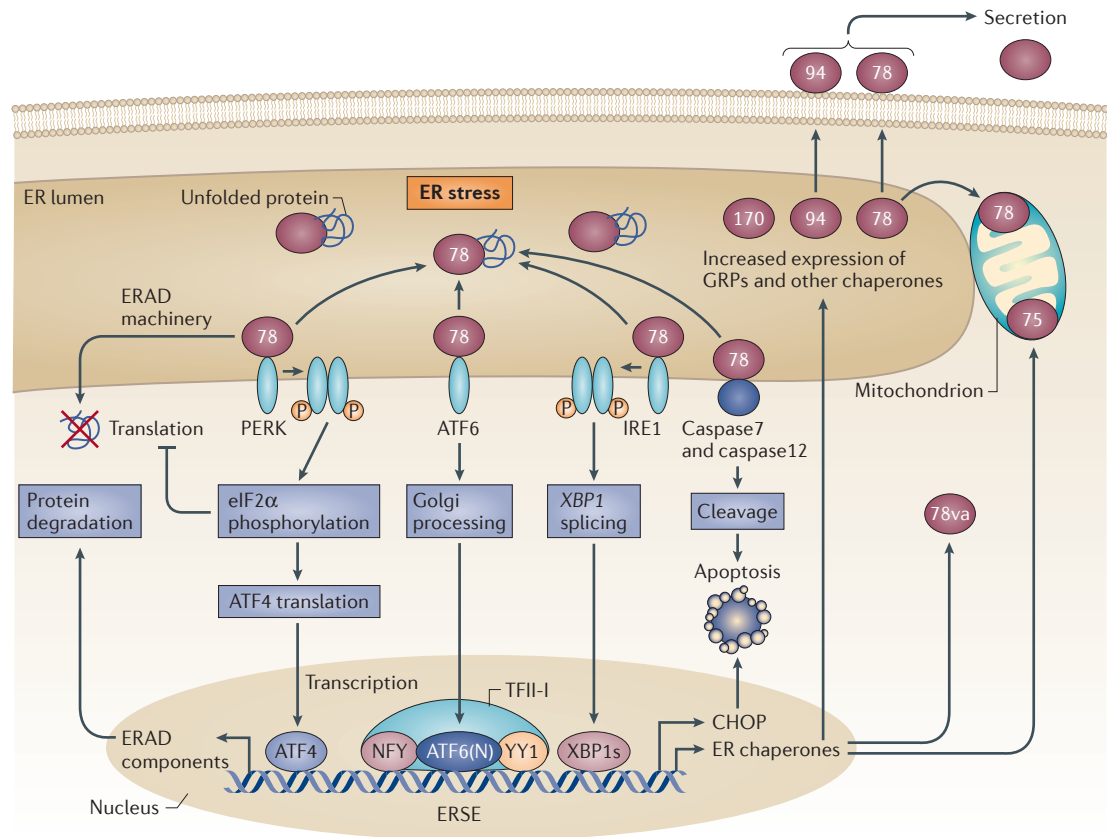 Secretion
94
78
ER lumen
Unfolded protein
ER stress
78
170
94
78
78
Increased expression of
GRPs and other chaperones
ERAD
machinery
75
78
78
78
78
Mitochondrion
P
P
P
P
Translation
PERK
ATF6
IRE1
Caspase7
and caspase12
Protein
degradation
eIF2α
phosphorylation
Golgi
processing
XBP1
splicing
Cleavage
78va
Apoptosis
ATF4 translation
Transcription
TFII-I
CHOP
ERAD
components
ATF4
NFY
ATF6(N)
YY1
XBP1s
ER chaperones
Nucleus
ERSE